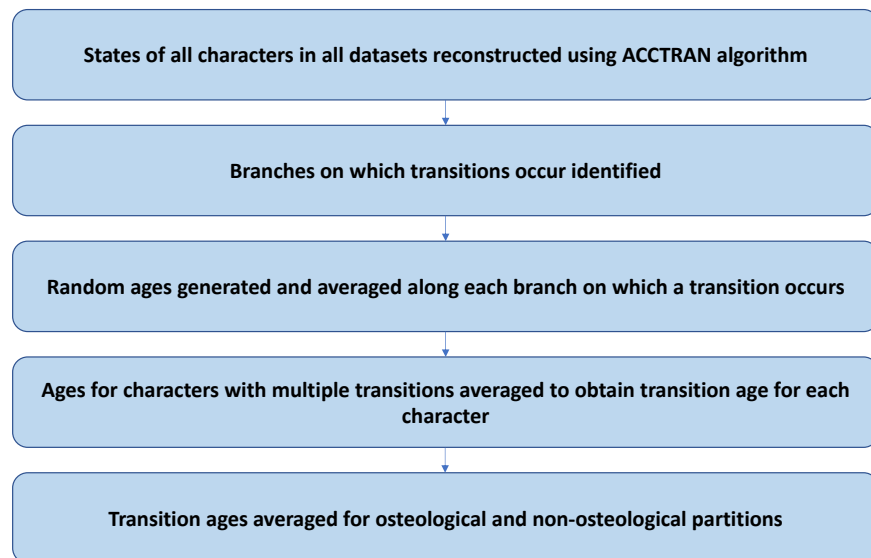 States of all characters in all datasets reconstructed using ACCTRAN algorithm
Branches on which transitions occur identified
Random ages generated and averaged along each branch on which a transition occurs
Ages for characters with multiple transitions averaged to obtain transition age for each
character
Transition ages averaged for osteological and non-osteological partitions